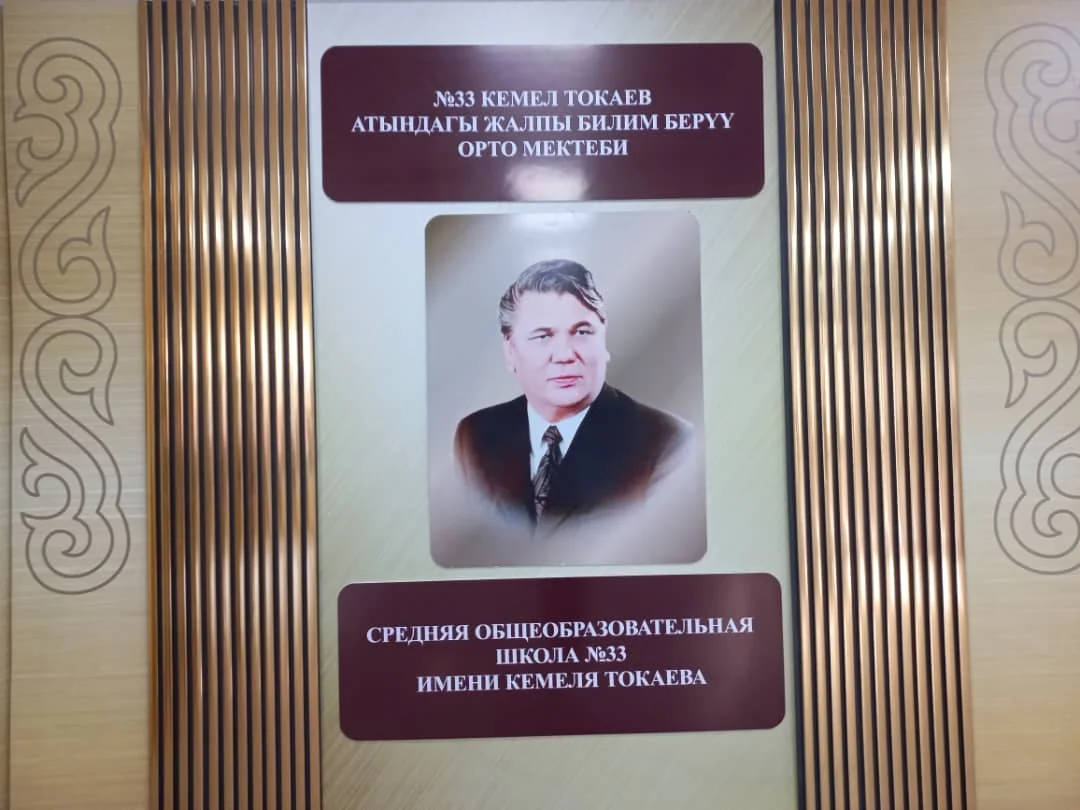 №33 КЕМЕЛ ТОКАЕВ
АТЫНДАГЫ ЖАЛПЫ БИЛИМ БЕРҮҮ
ОРТО МЕКТЕБИ
СРЕДНЯЯ ОБЩЕОБРАЗОВАТЕЛЬНАЯ
ШКОЛА №33
ИМЕНИ КЕМЕЛЯ ТОКАЕВА